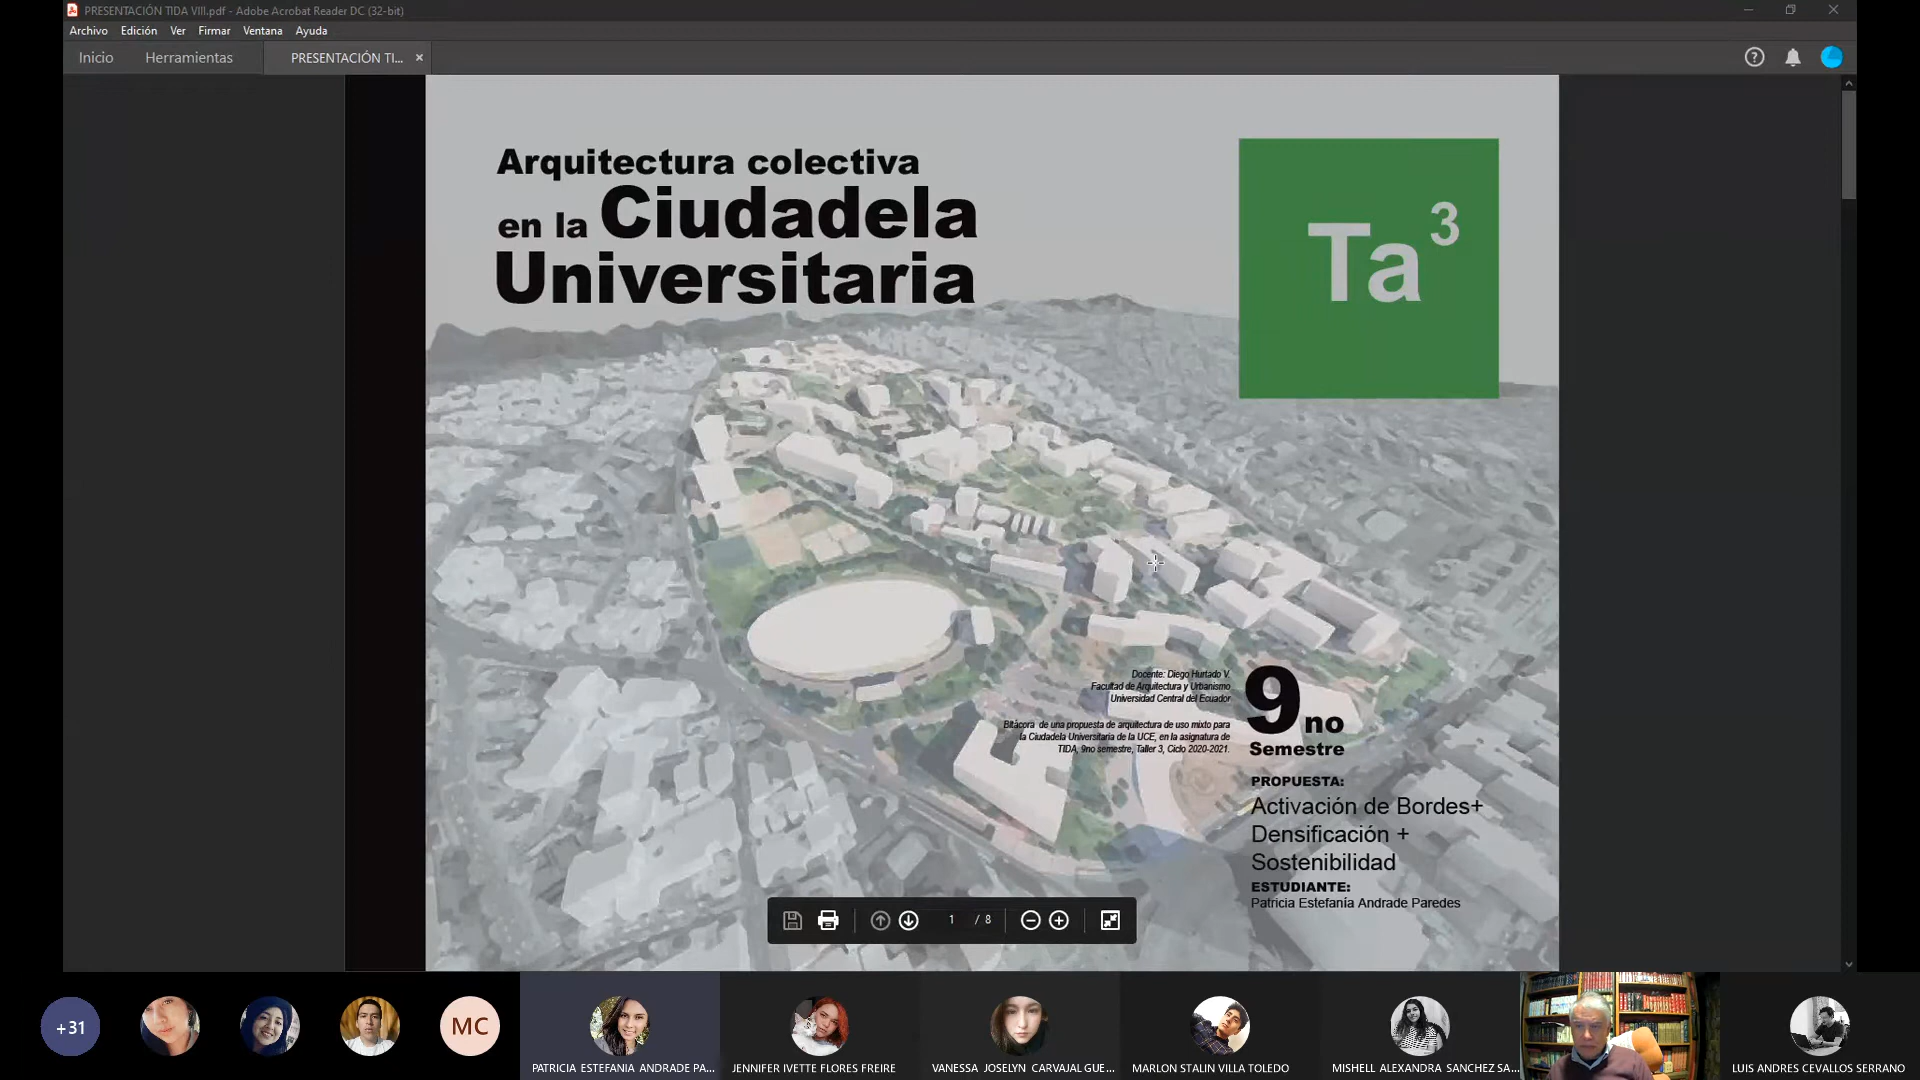 PRESENTACIÓN TIDA VIII.pdf - Adobe Acrobat Reader DC (32-bit)
Archivo Edición Ver Firmar Ventana Ayuda
Inicio Herramientas PRESENTACIÓN TI... ×
Arquitectura colectiva
en la Ciudadela
Universitaria
Ta3
Docente: Diego Hurtado V.
Facultad de Arquitectura y Urbanismo
Universidad Central del Ecuador
Bitácora de una propuesta de arquitectura de uso mixto para
la Ciudadela Universitaria de la UCE, en la asignatura de
TIDA, 9no semestre, Taller 3, Ciclo 2020-2021.
9no
Semestre
PROPUESTA:
Activación de Bordes+
Densificación +
Sostenibilidad
ESTUDIANTE:
Patricia Estefanía Andrade Paredes
1 / 8
+31
MC
PATRICIA ESTEFANIA ANDRADE PA...
JENNIFER IVETTE FLORES FREIRE
VANESSA JOSELYN CARVAJAL GUE...
MARLON STALIN VILLA TOLEDO
MISHELL ALEXANDRA SANCHEZ SA...
LUIS ANDRES CEVALLOS SERRANO